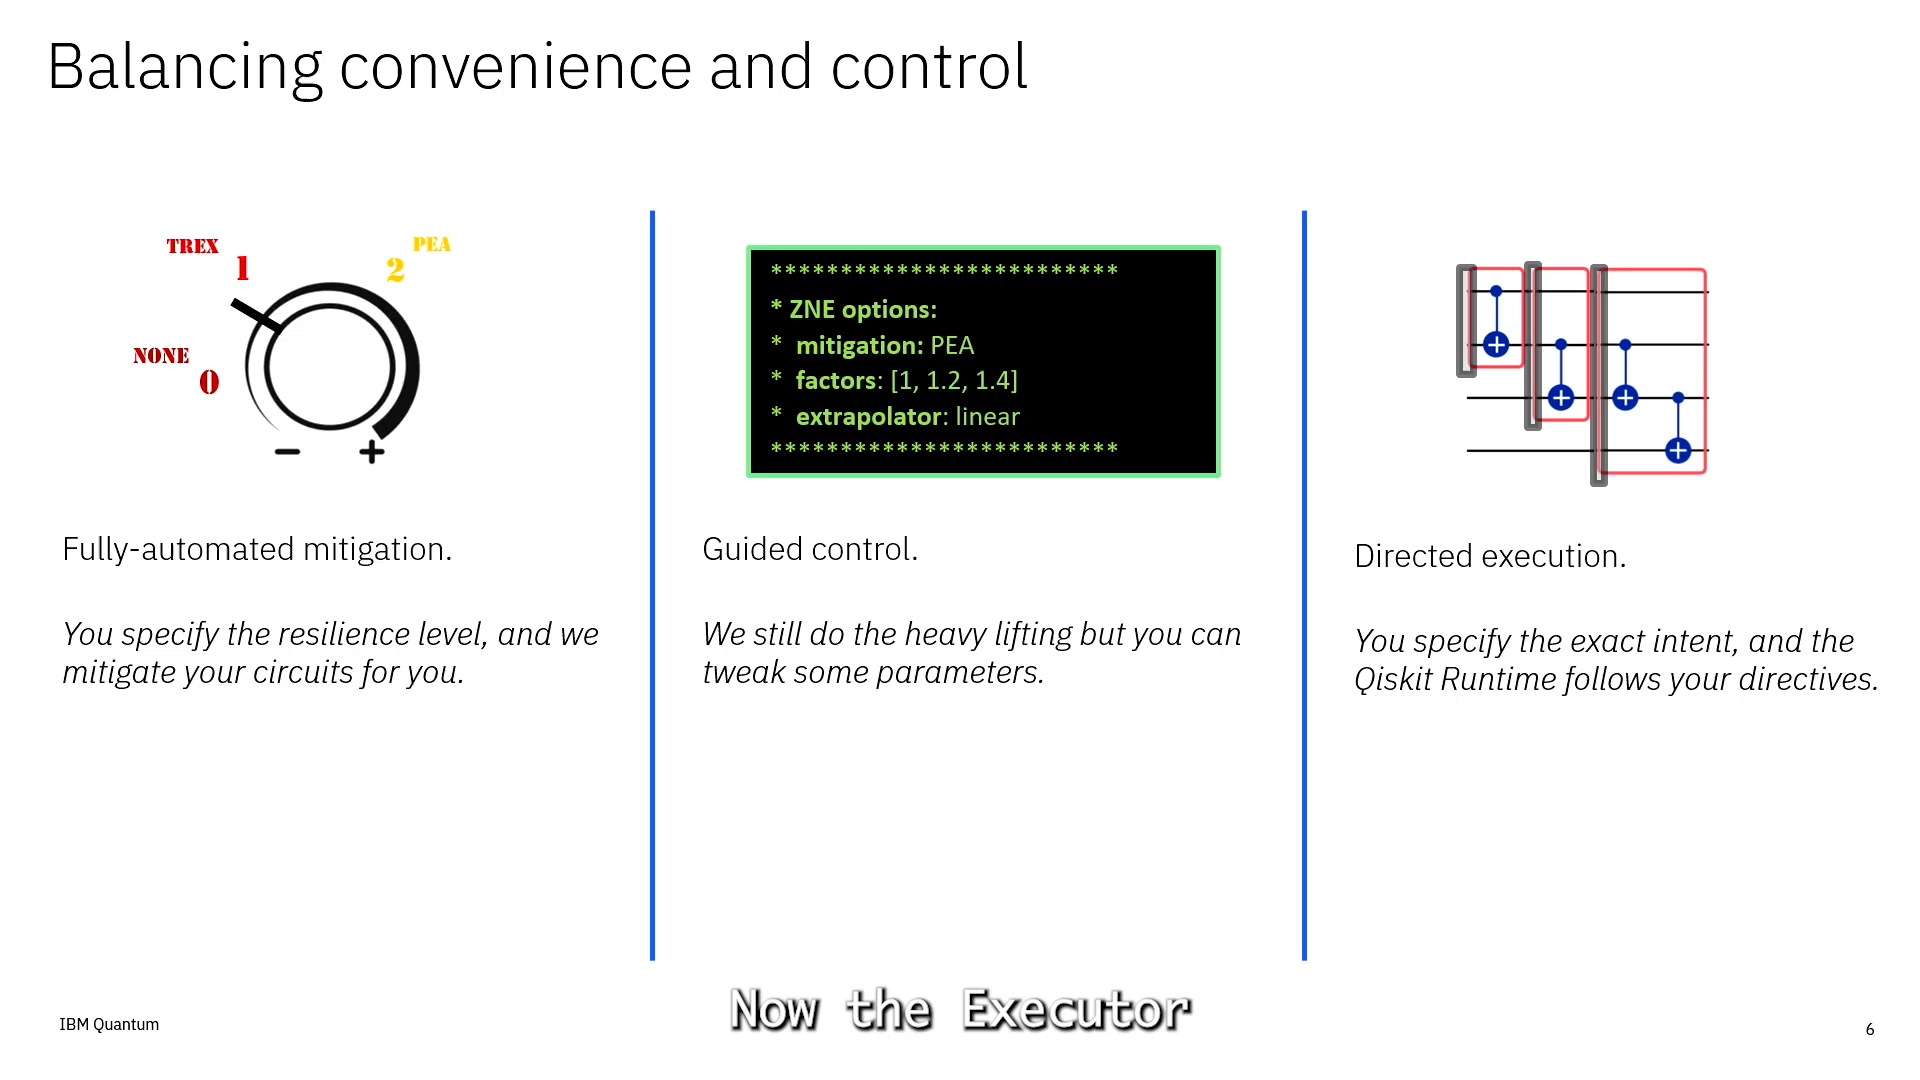 Balancing convenience and control
TREX
1
2
PEA
NONE
0
− +
*************************
* ZNE options:
* mitigation: PEA
* factors: [1, 1.2, 1.4]
* extrapolator: linear
*************************
Fully-automated mitigation.
You specify the resilience level, and we
mitigate your circuits for you.
Guided control.
We still do the heavy lifting but you can
tweak some parameters.
Directed execution.
You specify the exact intent, and the
Qiskit Runtime follows your directives.
Now the Executor
IBM Quantum
6